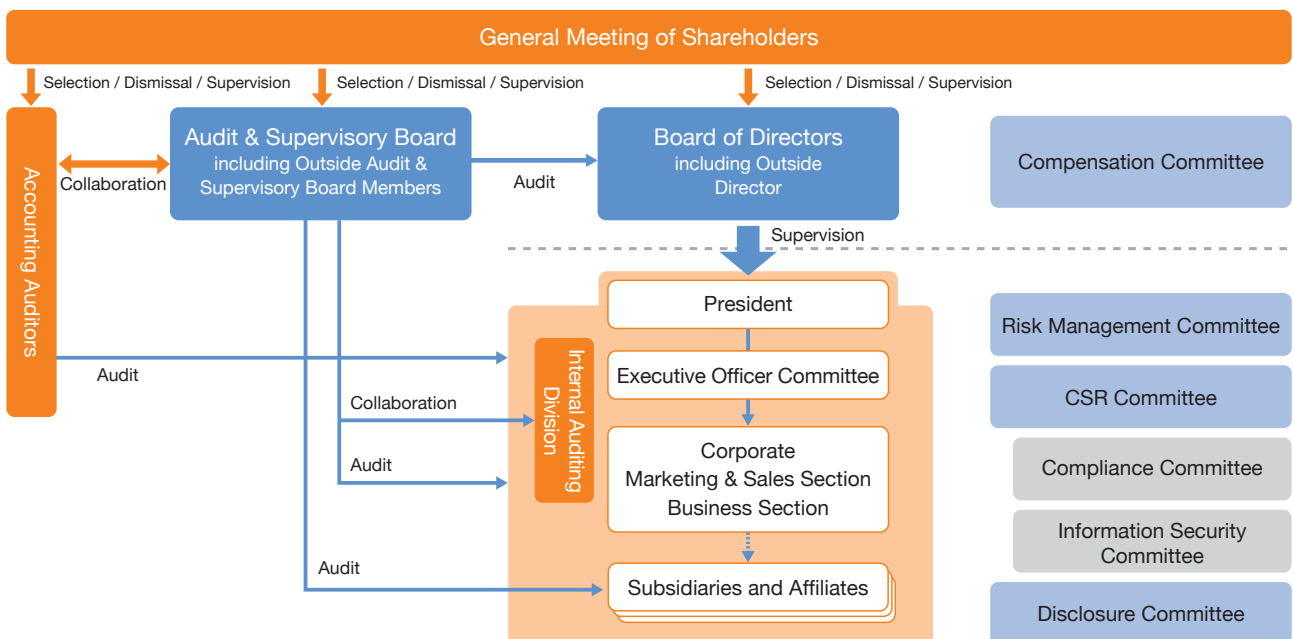 General Meeting of Shareholders
Selection / Dismissal / Supervision
Selection / Dismissal / Supervision
Selection / Dismissal / Supervision
Accounting Auditors
Collaboration
Audit & Supervisory Board
including Outside Audit &
Supervisory Board Members
Audit
Board of Directors
including Outside
Director
Compensation Committee
Supervision
President
Risk Management Committee
Audit
Internal Auditing
Division
Executive Officer Committee
CSR Committee
Collaboration
Corporate
Marketing & Sales Section
Business Section
Compliance Committee
Audit
Information Security
Committee
Audit
Subsidiaries and Affiliates
Disclosure Committee